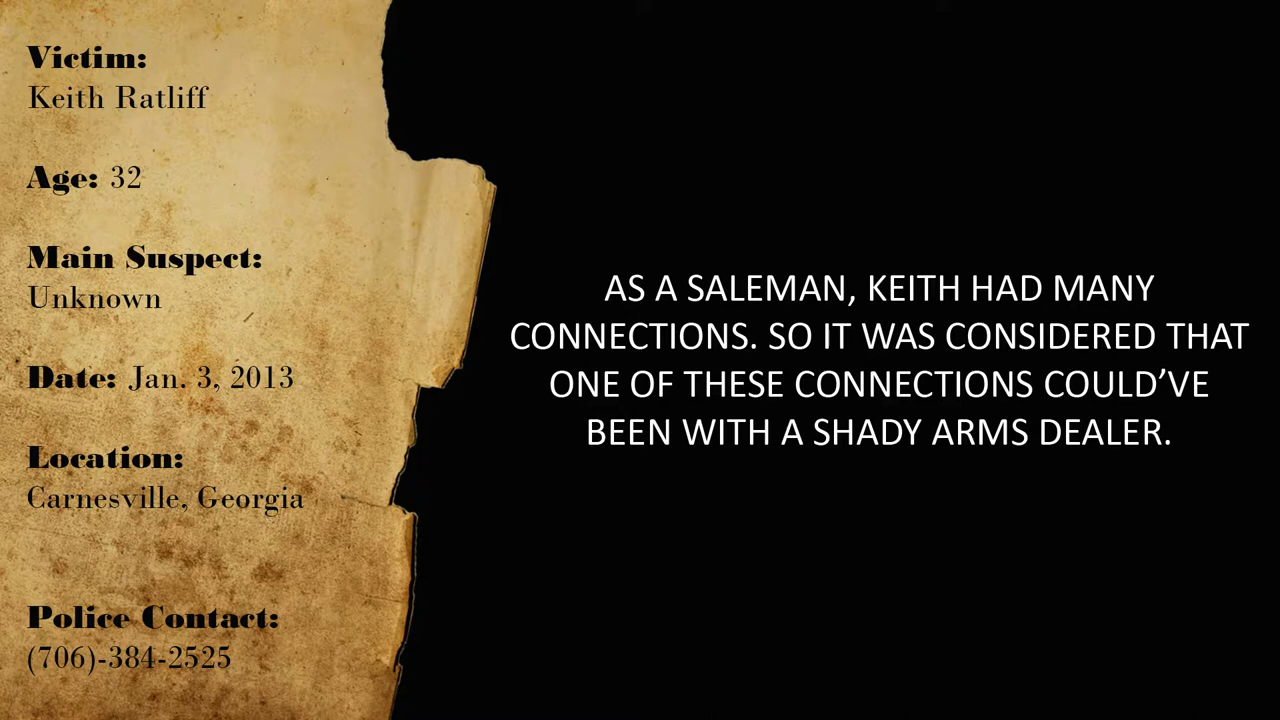 Victim:
Keith Ratliff
Age: 32
Main Suspect:
Unknown
Date: Jan. 3, 2013
Location:
Carnesville, Georgia
Police Contact:
(706)-384-2525
AS A SALEMAN, KEITH HAD MANY
CONNECTIONS. SO IT WAS CONSIDERED THAT
ONE OF THESE CONNECTIONS COULD’VE
BEEN WITH A SHADY ARMS DEALER.